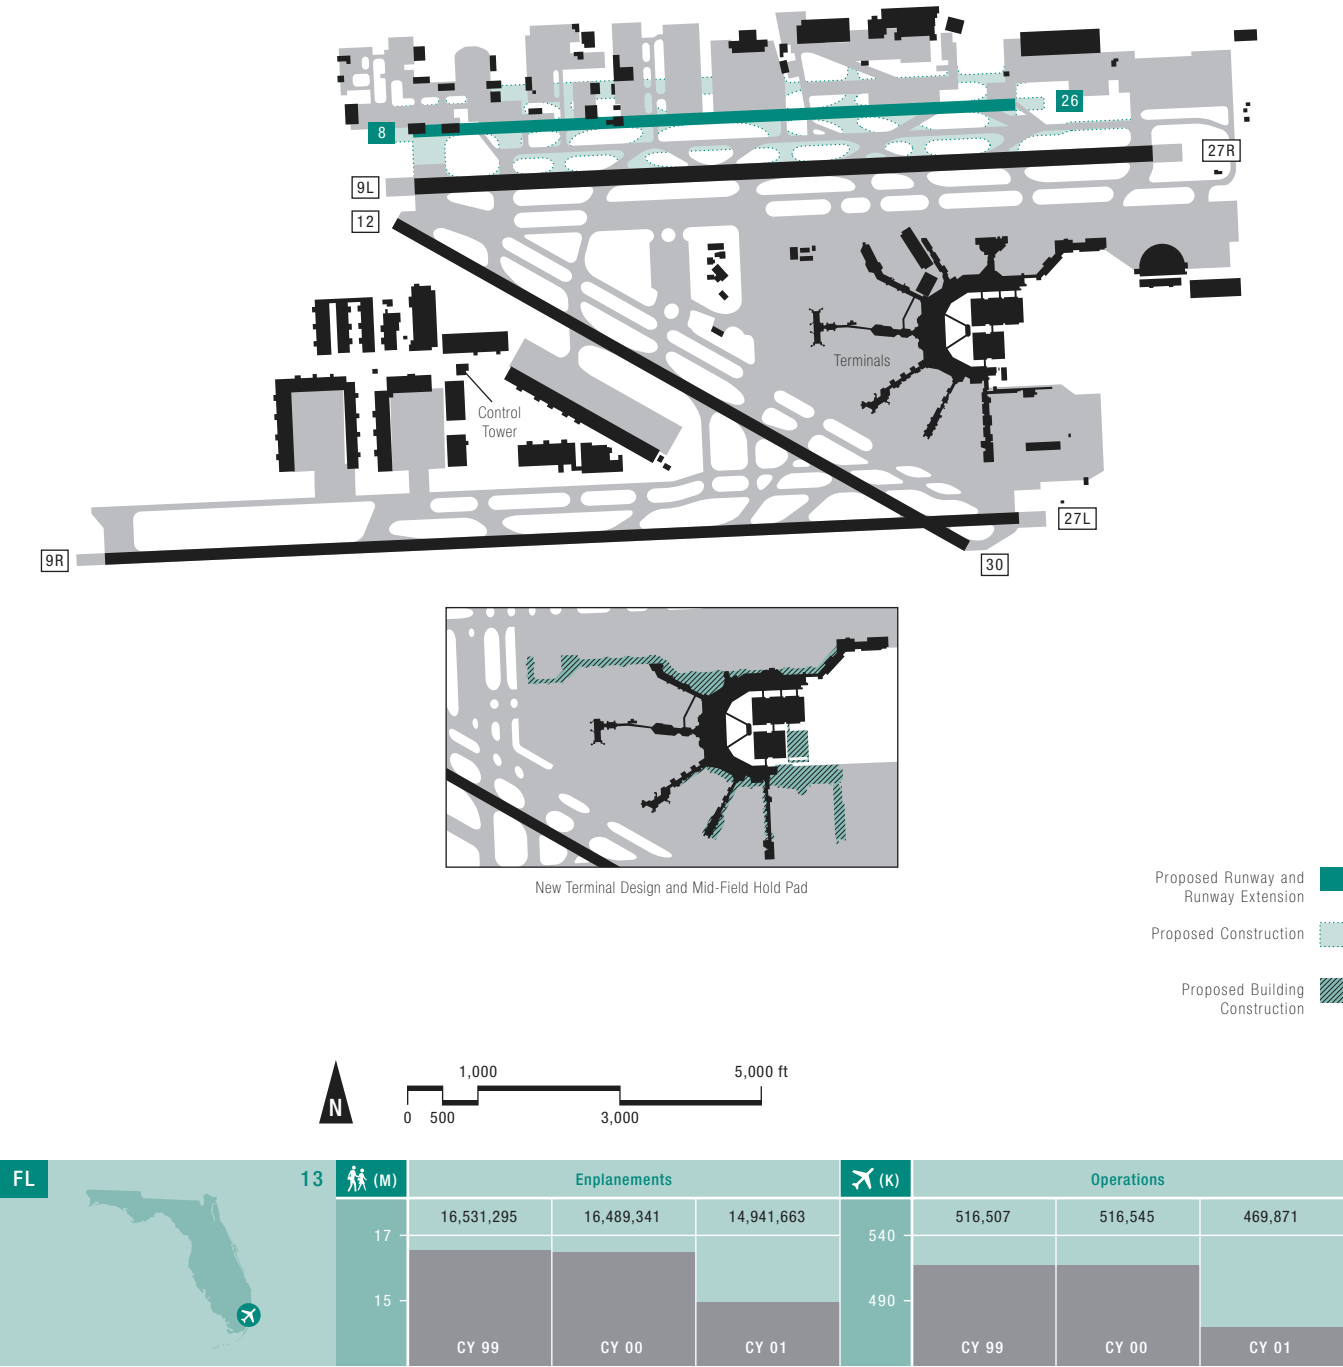 26
8
27R
9L
12
Terminals
Control
Tower
27L
9R
30
New Terminal Design and Mid-Field Hold Pad
Proposed Runway and
Runway Extension
Proposed Construction
Proposed Building
Construction
N
1,000
5,000 ft
0
500
3,000
FL
13
(M)
Enplanements
(K)
Operations
16,531,295
16,489,341
14,941,663
516,507
516,545
469,871
17
540
15
490
CY 99
CY 00
CY 01
CY 99
CY 00
CY 01